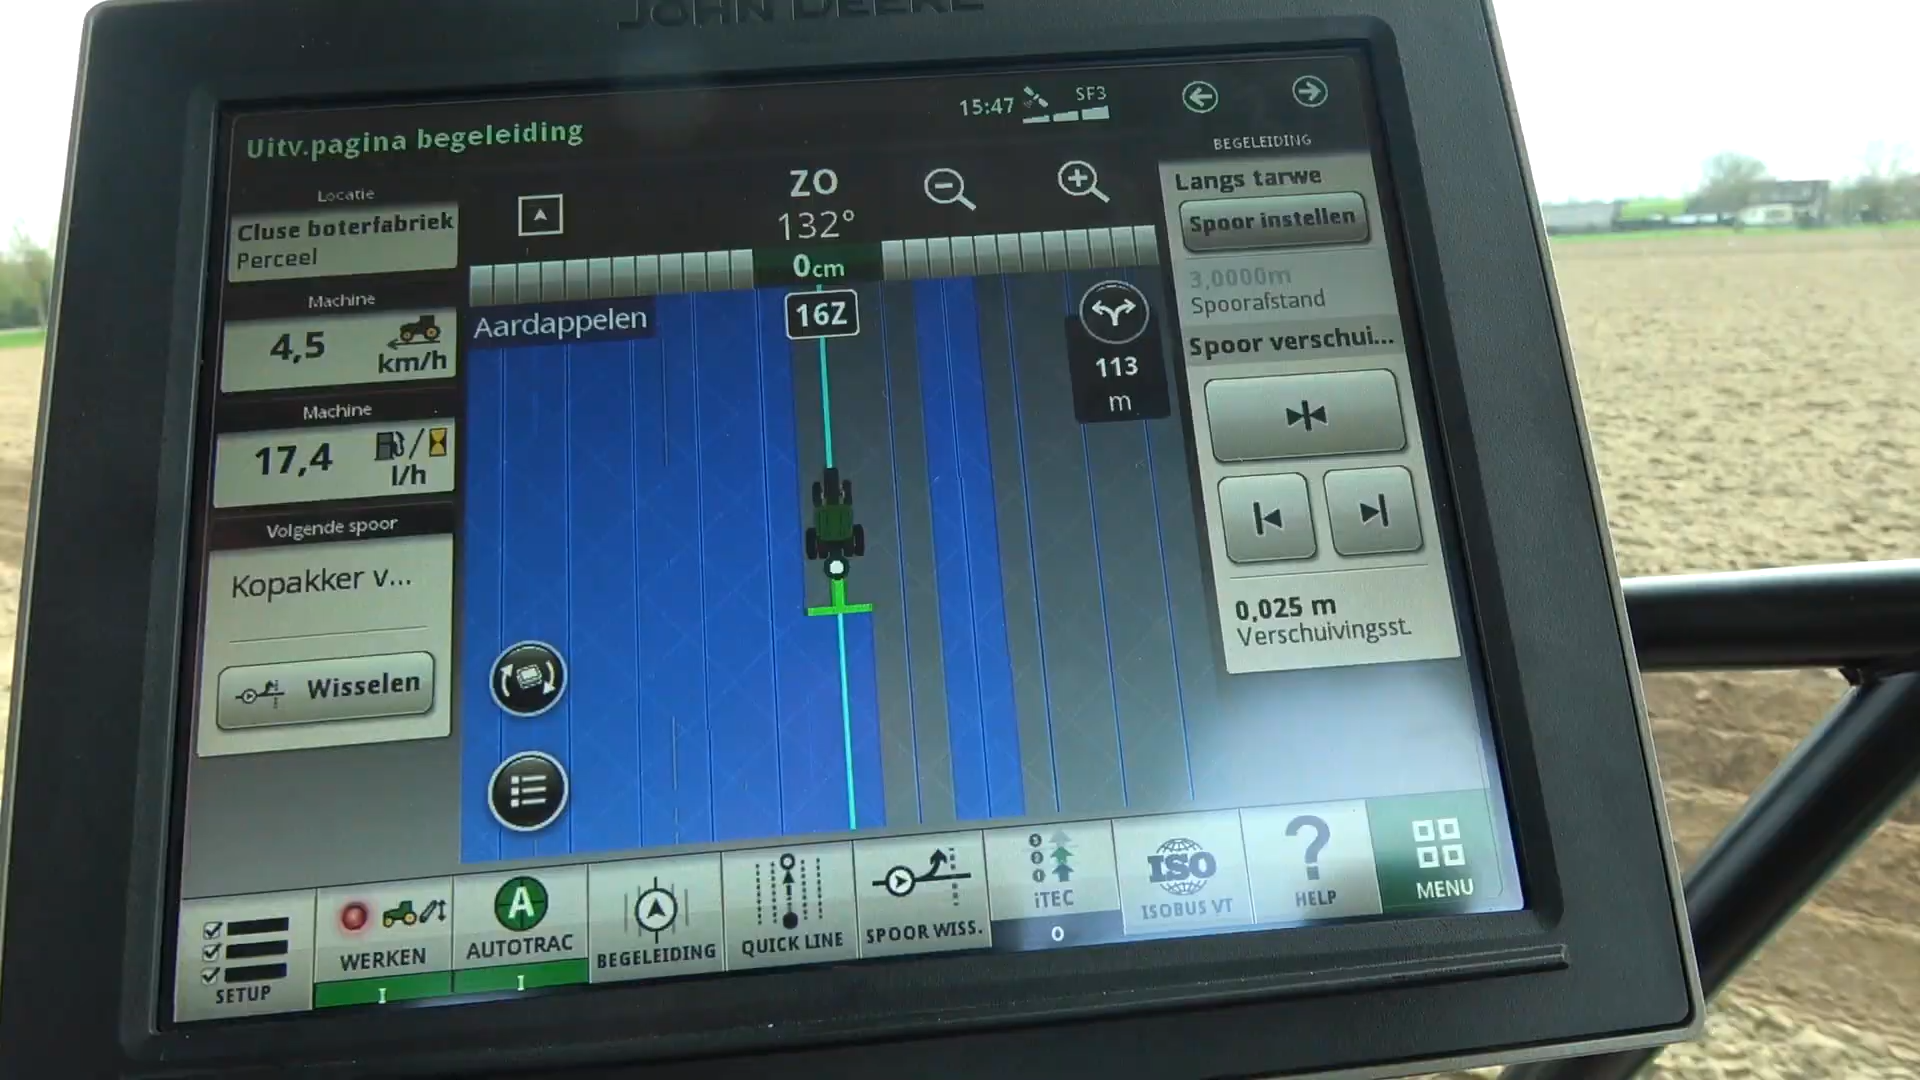 JOHN DEERE
Uitv.pagina begeleiding
15:47
SF3
Locatie
Cluse boterfabriek
Perceel
Machine
4,5
km/h
Machine
17,4
l/h
Volgende spoor
Kopakker v...
Wisselen
ZO
132°
0cm
16Z
Aardappelen
113
m
BEGELEIDING
Langs tarwe
Spoor instellen
3,0000m
Spoorafstand
Spoor verschui...
0,025 m
Verschuivingsst.
SETUP
WERKEN
I
A
AUTOTRAC
I
BEGELEIDING
QUICK LINE
SPOOR WISS.
3
2
1
iTEC
0
ISO
ISOBUS VT
?
HELP
MENU